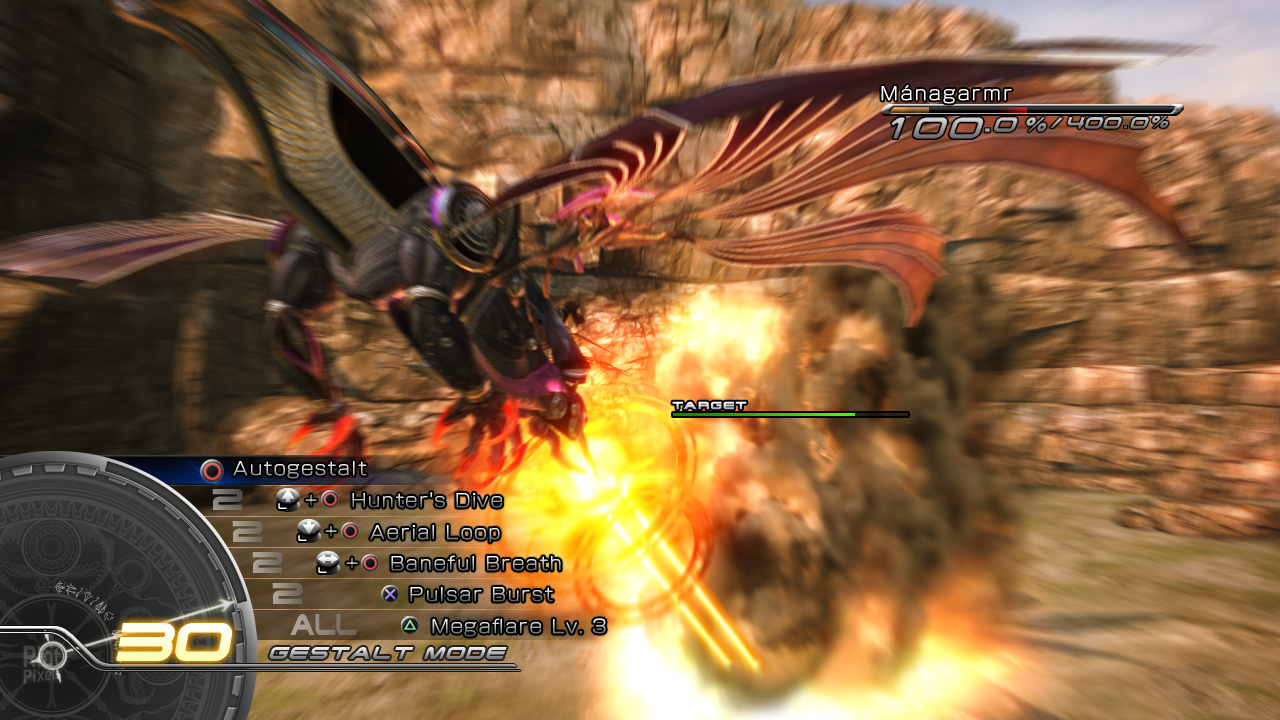 Mánagarmr
100.0 %/400.0%
TARGET
Autogestalt
2 + Hunter's Dive
2 + Aerial Loop
2 + Baneful Breath
2 Pulsar Burst
ALL Megaflare Lv. 3
30 GESTALT MODE